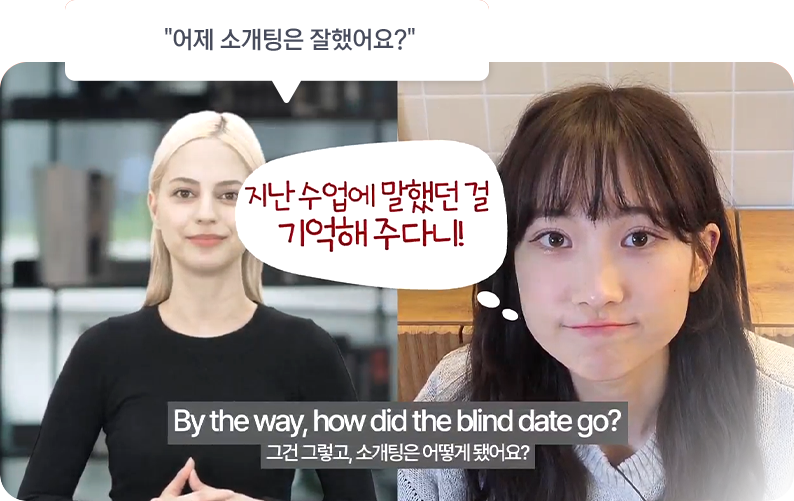 "어제 소개팅은 잘했어요?"
지난 수업에 말했던 걸
기억해 주다니!
By the way, how did the blind date go?
그건 그렇고, 소개팅은 어떻게 됐어요?